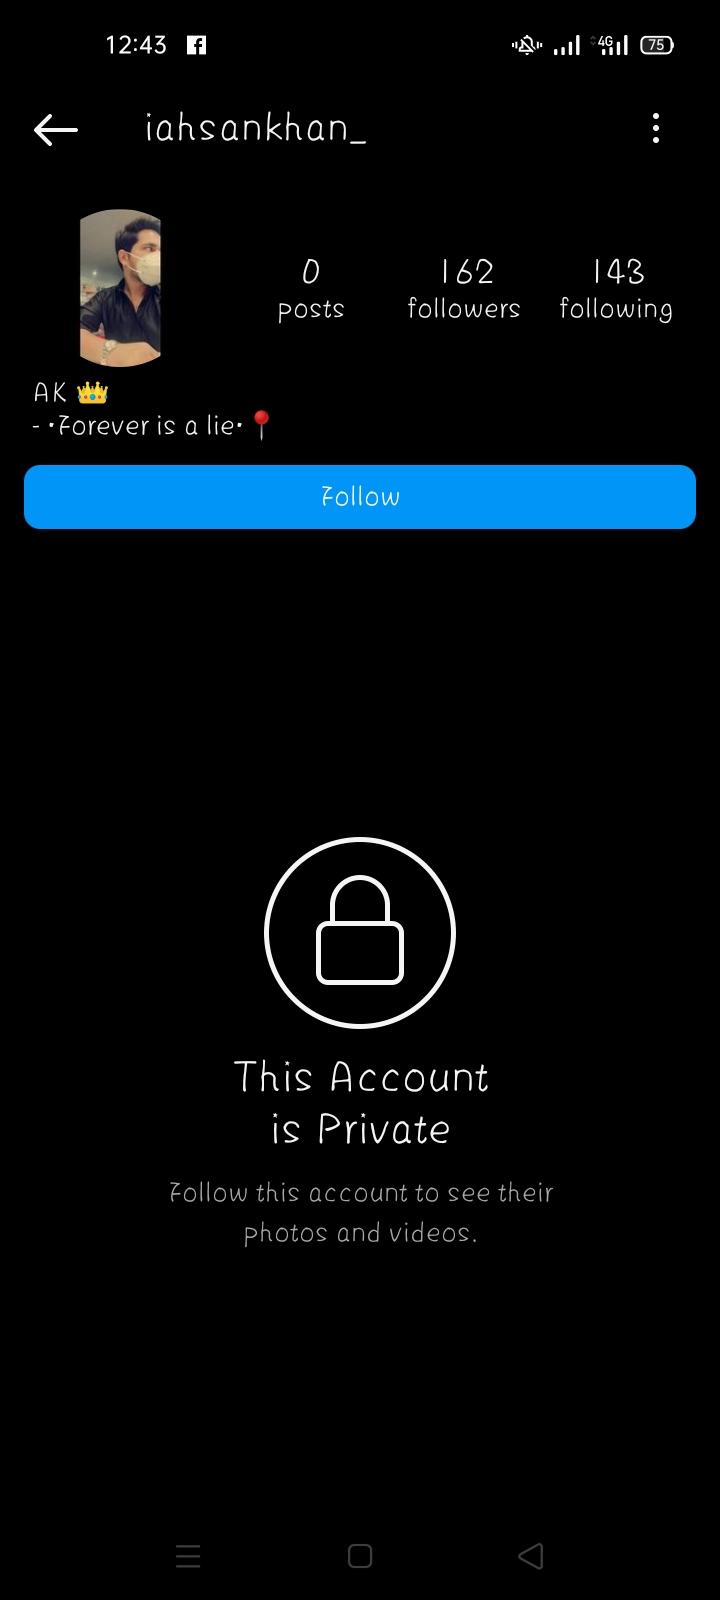 12:43 4G 75
iahsankhan_
0 162 143
posts followers following
AK 👑
- •Forever is a lie• 📍
Follow
This Account
is Private
Follow this account to see their
photos and videos.